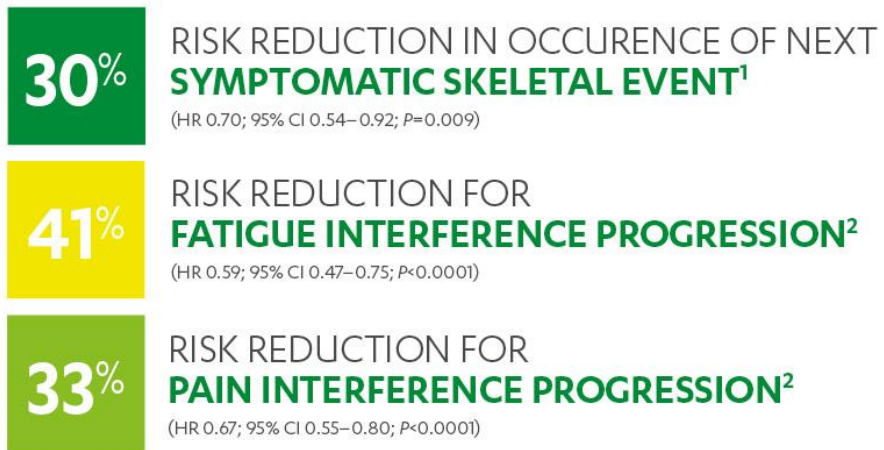 30%
RISK REDUCTION IN OCCURENCE OF NEXT
SYMPTOMATIC SKELETAL EVENT¹
(HR 0.70; 95% CI 0.54–0.92; P=0.009)
41%
RISK REDUCTION FOR
FATIGUE INTERFERENCE PROGRESSION²
(HR 0.59; 95% CI 0.47–0.75; P<0.0001)
33%
RISK REDUCTION FOR
PAIN INTERFERENCE PROGRESSION²
(HR 0.67; 95% CI 0.55–0.80; P<0.0001)